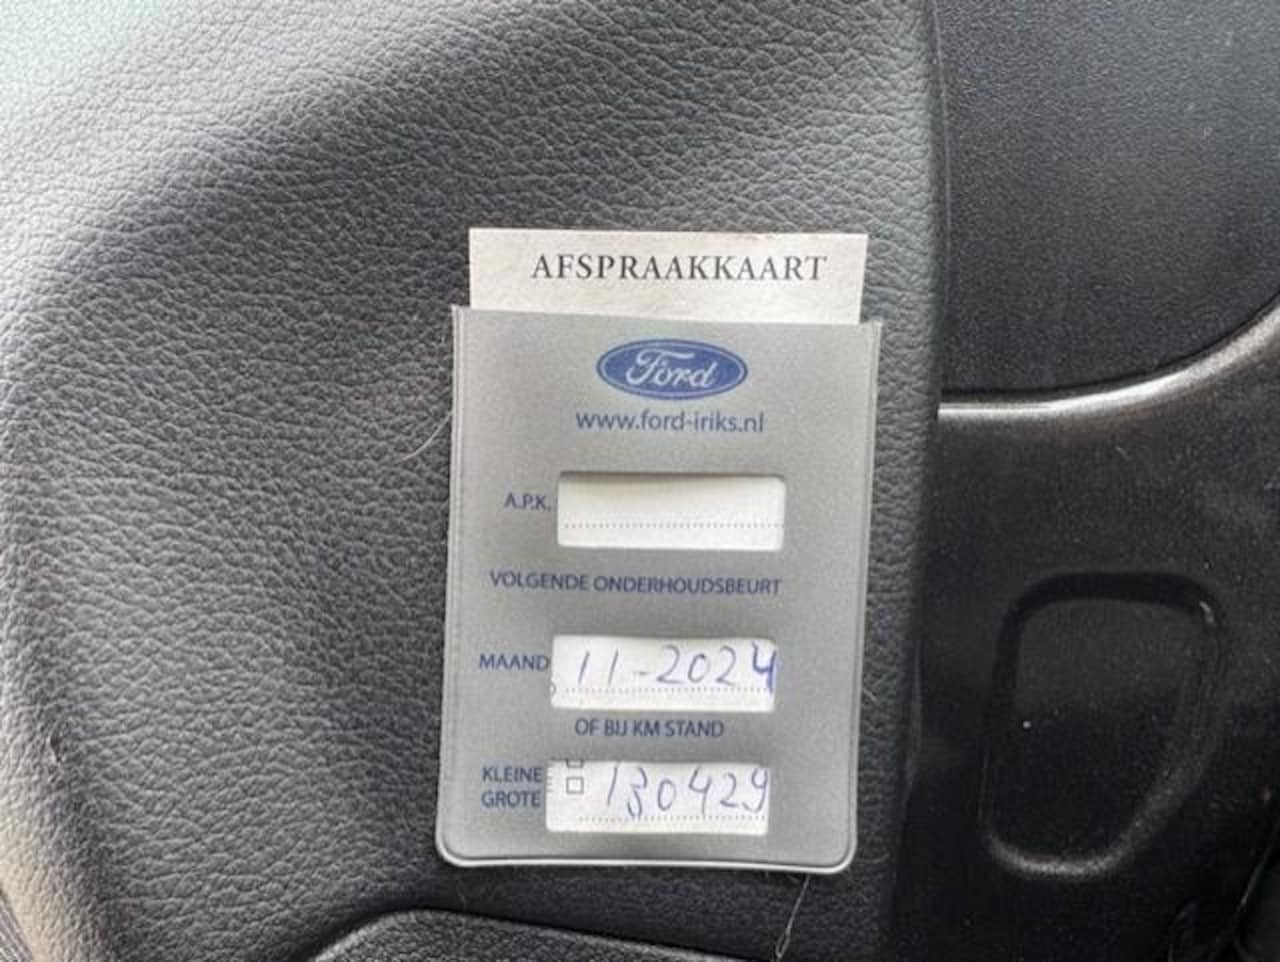 AFSPRAAKKAART
Ford
www.ford-iriks.nl
A.P.K.
VOLGENDE ONDERHOUDSBEURT
MAAND 11-2024
OF BIJ KM STAND
KLEINE
GROTE 130429